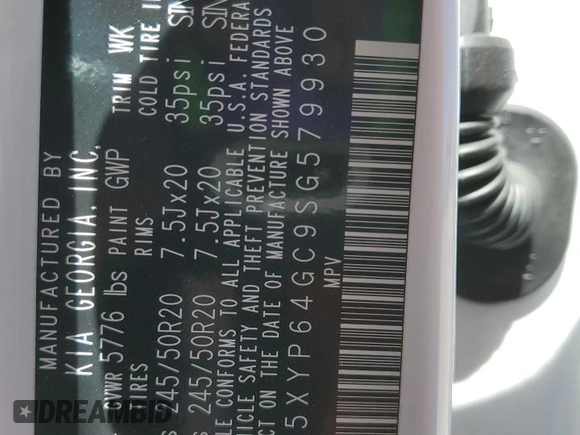 MANUFACTURED BY
KIA GEORGIA, INC.
GVWR 5776 lbs PAINT GWP TRIM WK
RIMS COLD TIRE
245/50R20 7.5Jx20 35psi
245/50R20 7.5Jx20 35psi
CONFORMS TO ALL APPLICABLE U.S.A. FEDERA
SAFETY AND THEFT PREVENTION STANDARDS
ON THE DATE OF MANUFACTURE SHOWN ABOVE
5XYP64GC9SG579930
MPV
DREAMBID